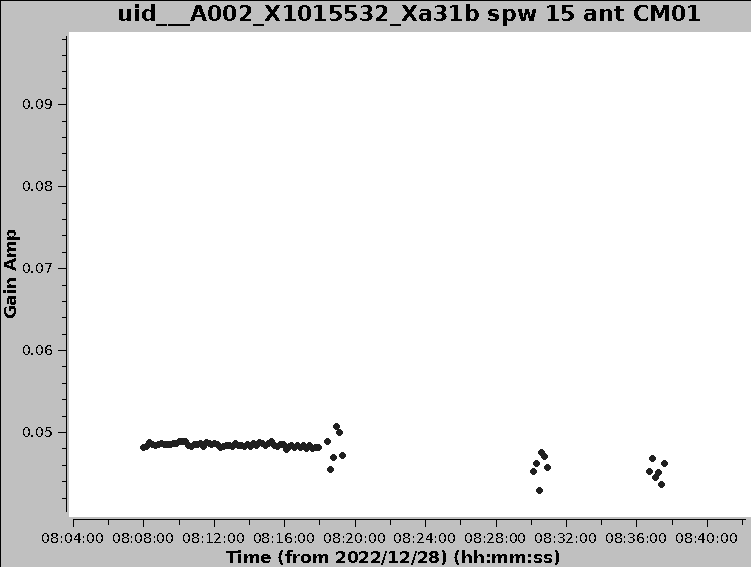 uid___A002_X1015532_Xa31b spw 15 ant CM01
0.09
0.08
0.07
0.06
0.05
Gain Amp
08:04:00 08:08:00 08:12:00 08:16:00 08:20:00 08:24:00 08:28:00 08:32:00 08:36:00 08:40:00
Time (from 2022/12/28) (hh:mm:ss)